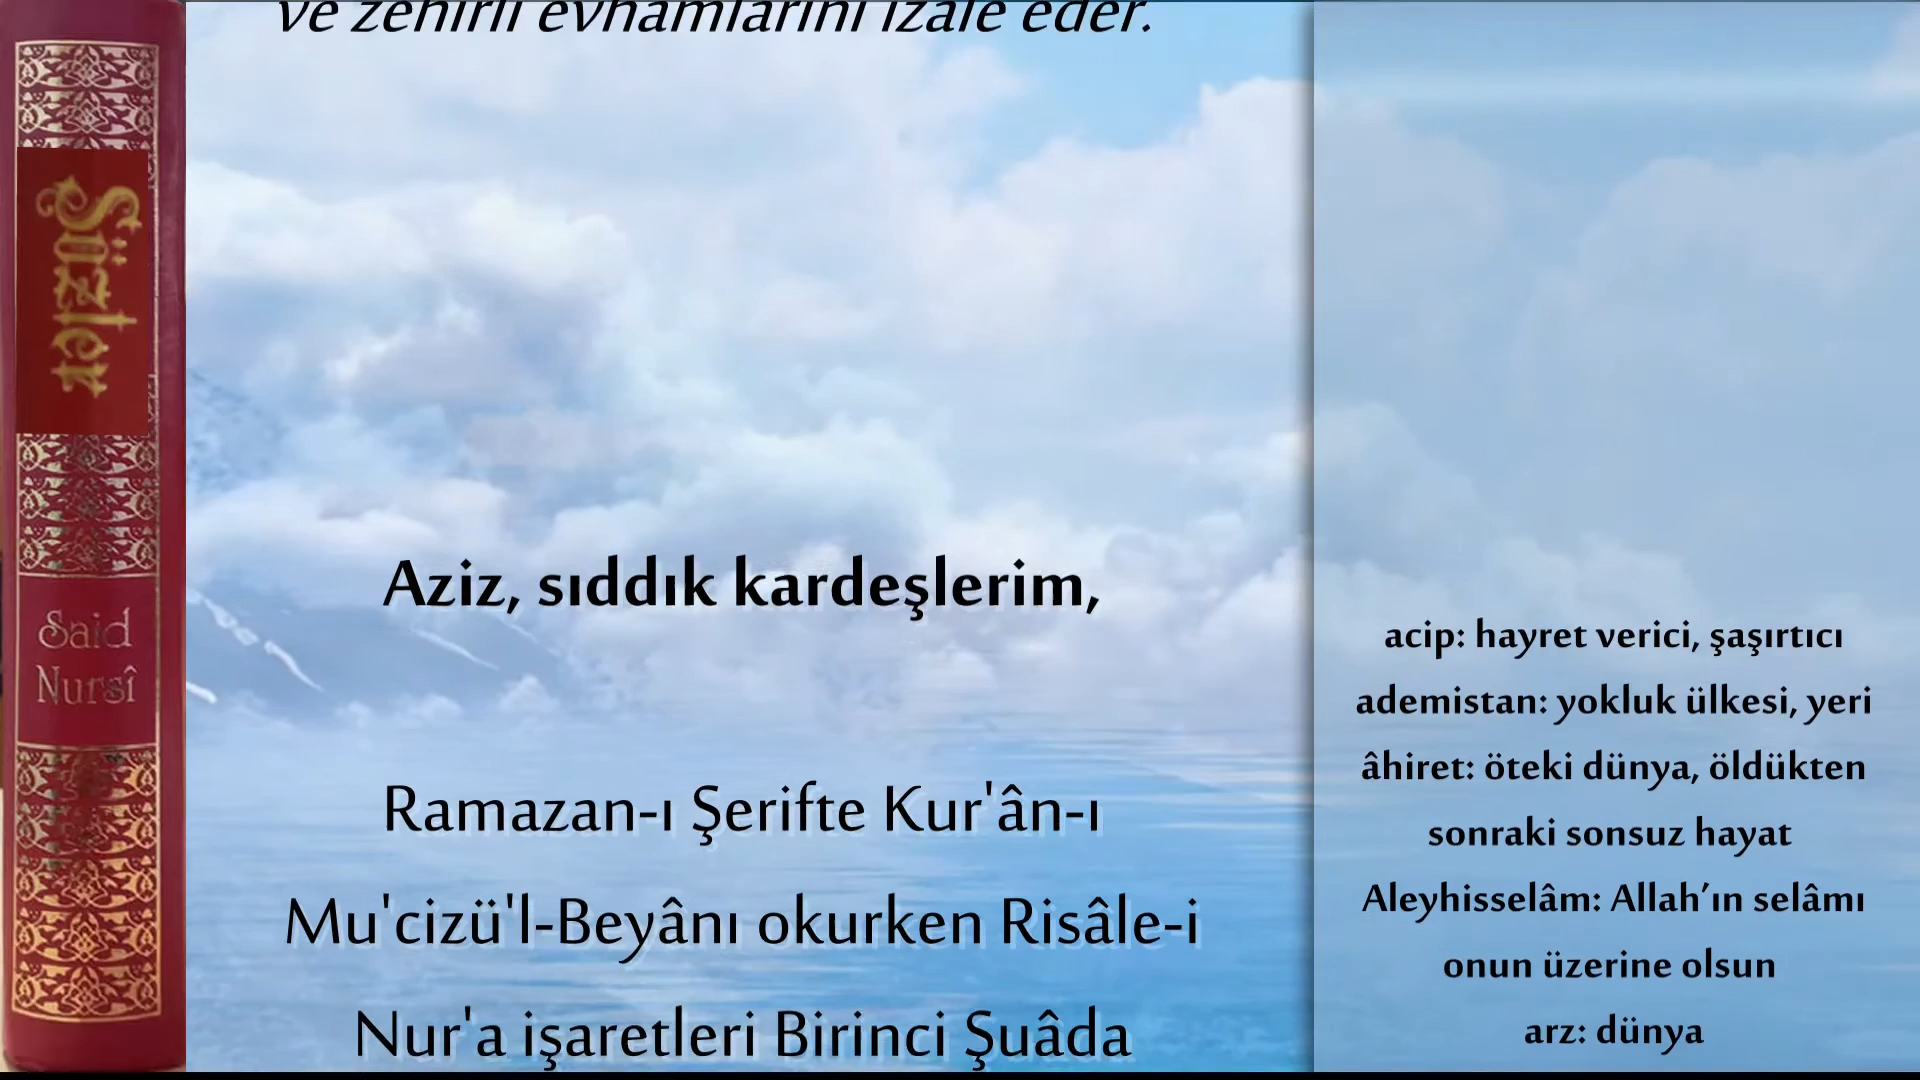 Sözler
Said
Nursî
ve zehirli evhamlarını izale eder.
Aziz, sıddık kardeşlerim,
Ramazan-ı Şerifte Kur'ân-ı
Mu'cizü'l-Beyânı okurken Risâle-i
Nur'a işaretleri Birinci Şuâda
acip: hayret verici, şaşırtıcı
ademistan: yokluk ülkesi, yeri
âhiret: öteki dünya, öldükten
sonraki sonsuz hayat
Aleyhisselâm: Allah’ın selâmı
onun üzerine olsun
arz: dünya